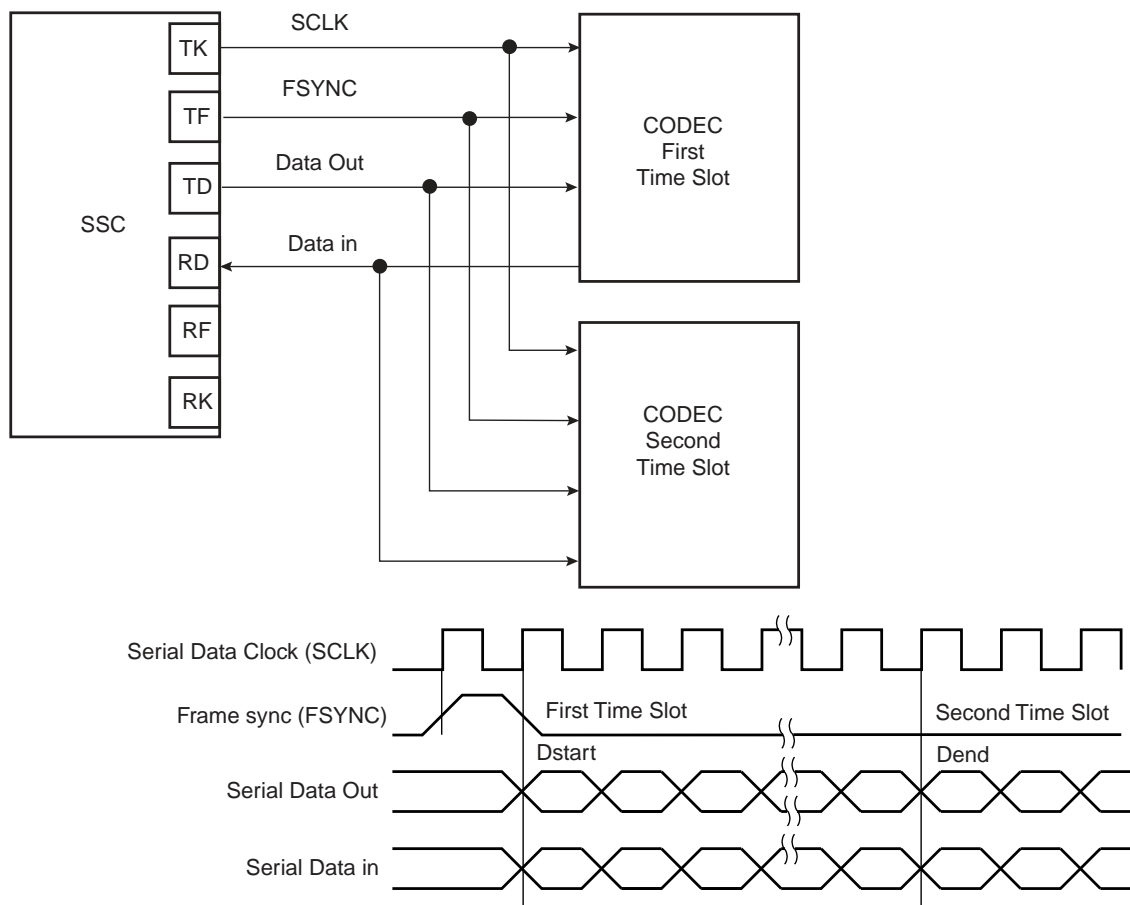 SSC
TK
TF
TD
RD
RF
RK
SCLK
FSYNC
Data Out
Data in
CODEC
First
Time Slot
CODEC
Second
Time Slot
Serial Data Clock (SCLK)
Frame sync (FSYNC)
First Time Slot
Second Time Slot
Dstart
Dend
Serial Data Out
Serial Data in